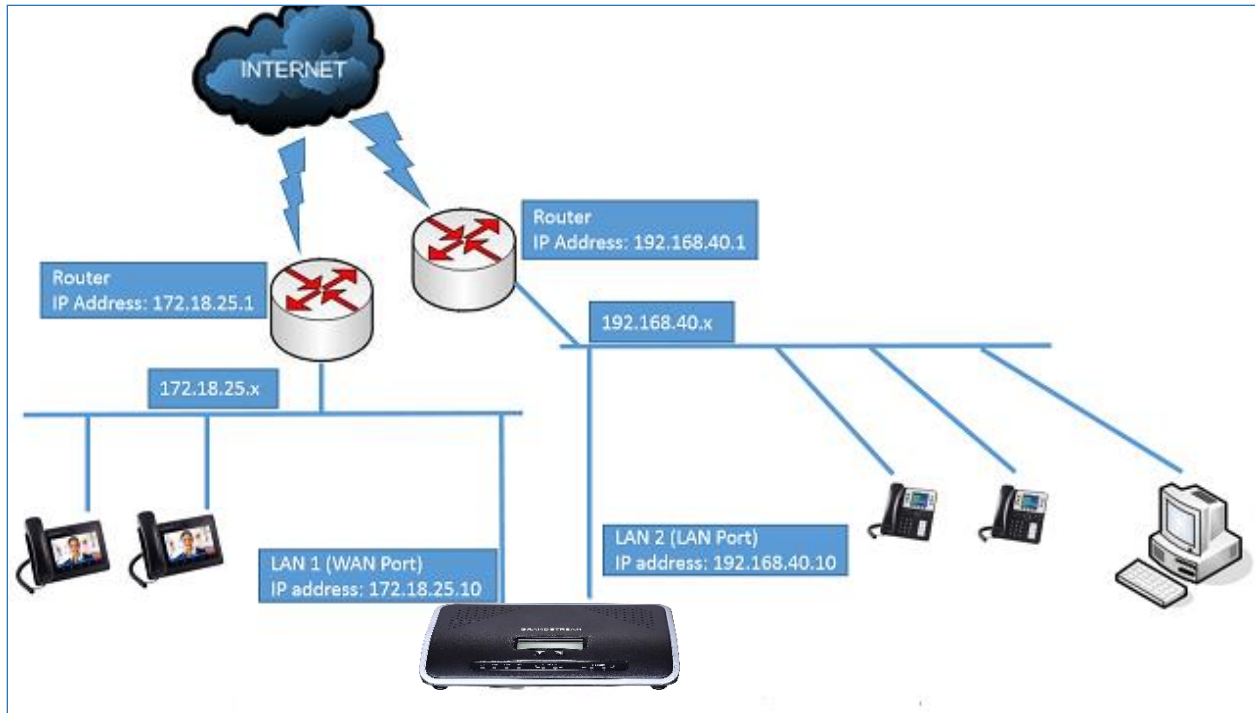 INTERNET
Router
IP Address: 192.168.40.1
Router
IP Address: 172.18.25.1
192.168.40.x
172.18.25.x
LAN 1 (WAN Port)
IP address: 172.18.25.10
LAN 2 (LAN Port)
IP address: 192.168.40.10
GRANDSTREAM